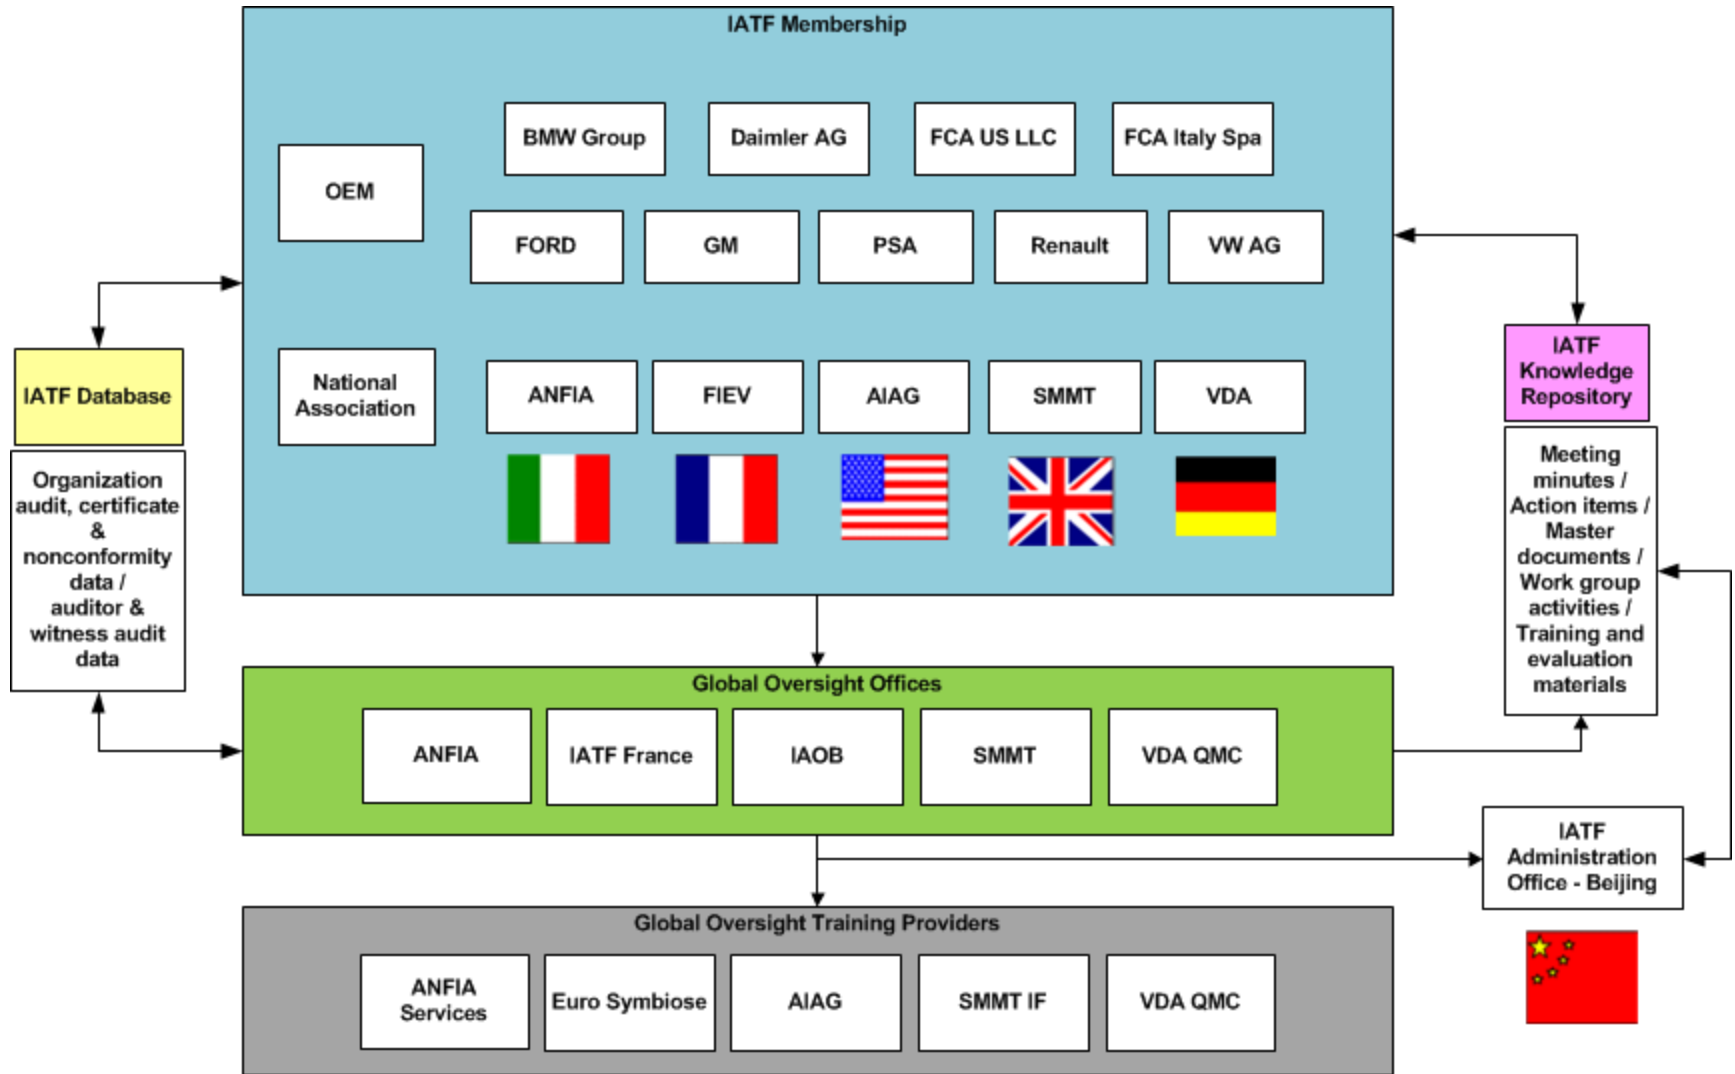 IATF Membership
BMW Group
Daimler AG
FCA US LLC
FCA Italy Spa
OEM
FORD
GM
PSA
Renault
VW AG
National
Association
ANFIA
FIEV
AIAG
SMMT
VDA
IATF Database
Organization
audit, certificate
&
nonconformity
data /
auditor &
witness audit
data
IATF
Knowledge
Repository
Meeting
minutes /
Action items /
Master
documents /
Work group
activities /
Training and
evaluation
materials
Global Oversight Offices
ANFIA
IATF France
IAOB
SMMT
VDA QMC
IATF
Administration
Office - Beijing
Global Oversight Training Providers
ANFIA
Services
Euro Symbiose
AIAG
SMMT IF
VDA QMC